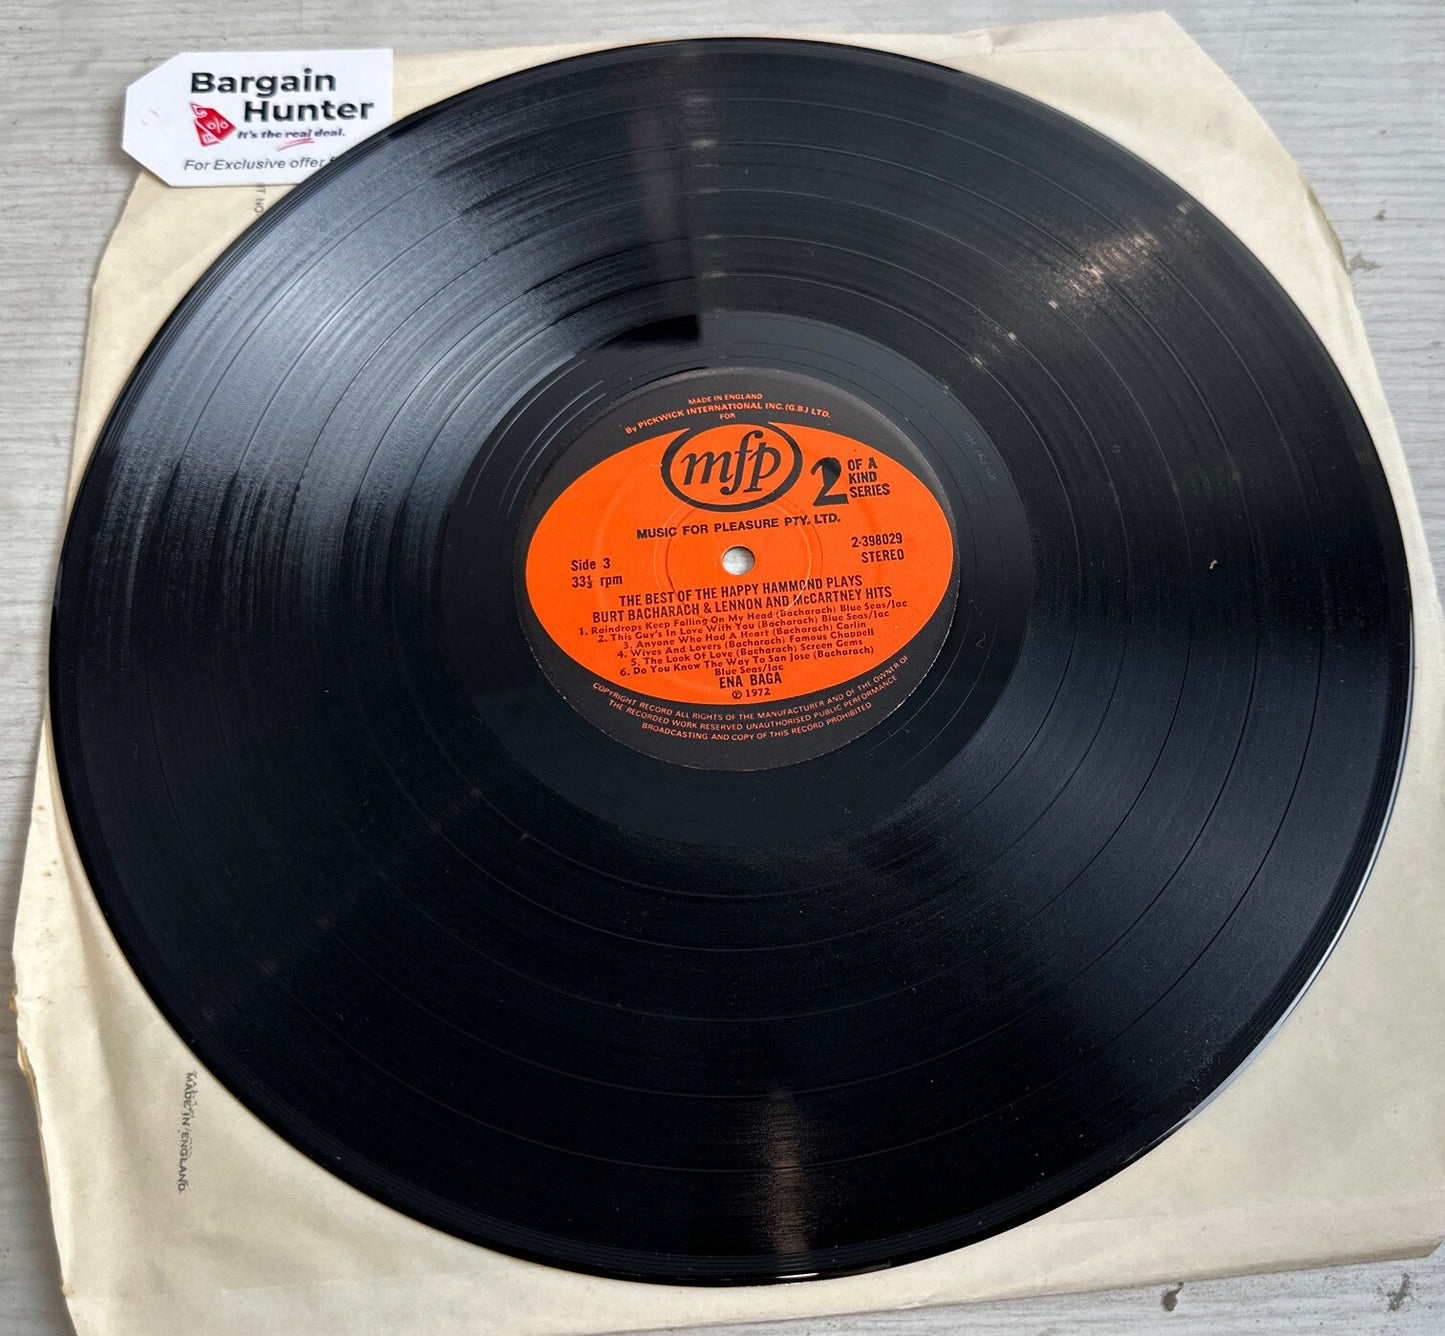 Bargain
Hunter
%
It's the real deal.
For Exclusive offer
MADE IN ENGLAND
By PICKWICK INTERNATIONAL INC. (G.B.) LTD.
FOR
mfp
2
OF A
KIND
SERIES
MUSIC FOR PLEASURE PTY. LTD.
Side 3
33⅓ rpm
2-398029
STEREO
THE BEST OF THE HAPPY HAMMOND PLAYS
BURT BACHARACH & LENNON AND McCARTNEY HITS
1. Raindrops Keep Falling On My Head (Bacharach) Blue Seas/Jac
2. This Guy's In Love With You (Bacharach) Blue Seas/Jac
3. Anyone Who Had A Heart (Bacharach) Carlin
4. Wives And Lovers (Bacharach) Famous Chappell
5. The Look Of Love (Bacharach) Screen Gems
6. Do You Know The Way To San Jose (Bacharach)
Blue Seas/Jac
ENA BAGA
℗ 1972
COPYRIGHT RECORD ALL RIGHTS OF THE MANUFACTURER AND OF THE OWNER OF
THE RECORDED WORK RESERVED UNAUTHORISED PUBLIC PERFORMANCE
BROADCASTING AND COPY OF THIS RECORD PROHIBITED
MADE IN ENGLAND